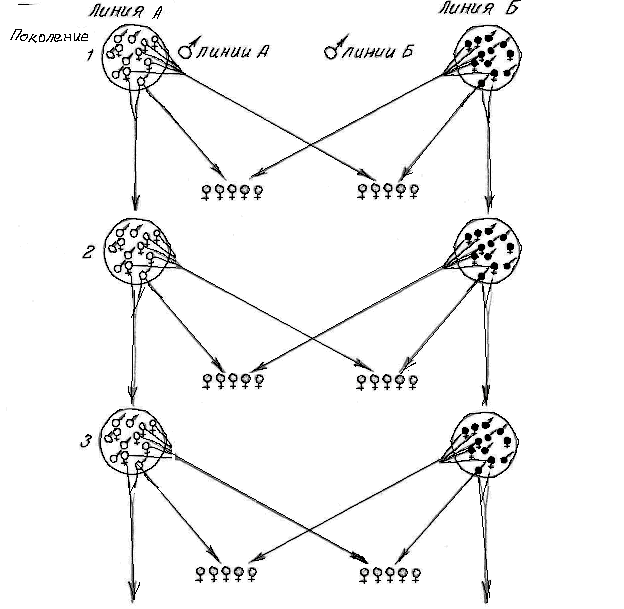 Линия А
Линия Б
Поколение
1
♂ линии А
♂ линии Б
2
3